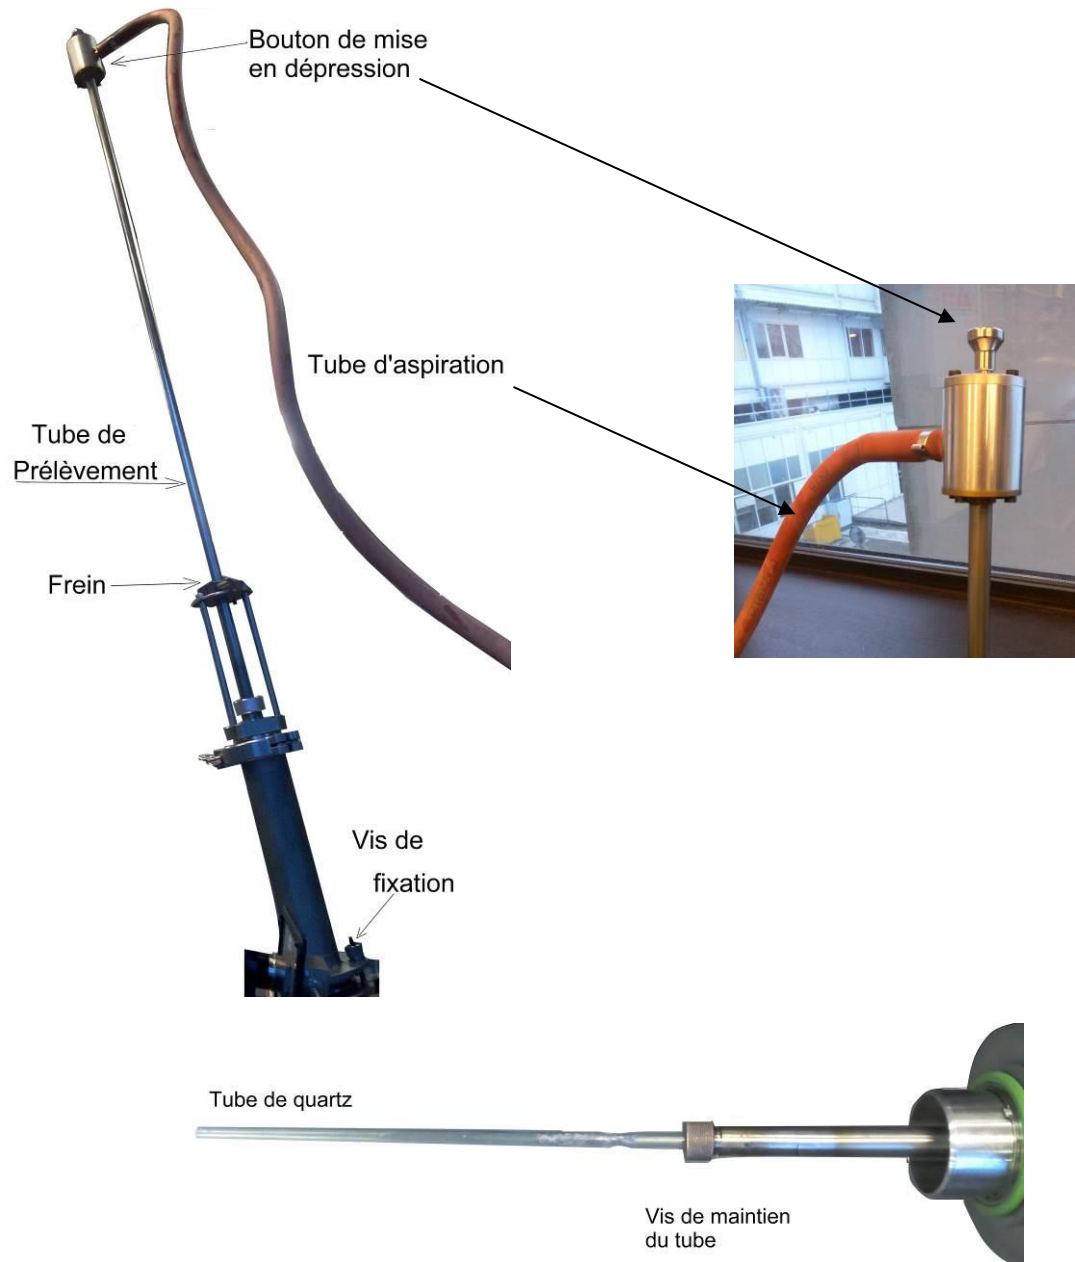 Bouton de mise
en dépression
Tube d'aspiration
Tube de
Prélèvement
Frein
Vis de
fixation
Tube de quartz
Vis de maintien
du tube